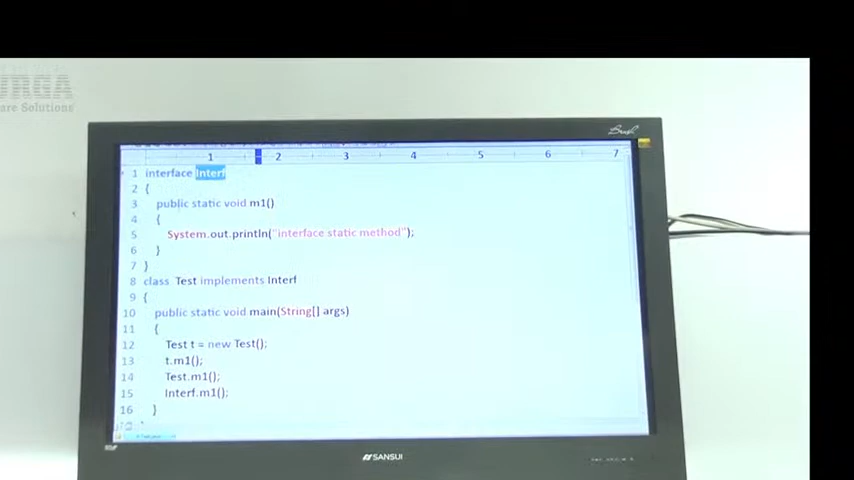 are Solutions
1 2 3 4 5 6 7
1 interface Interf
2 {
3 public static void m1()
4 {
5 System.out.println("interface static method");
6 }
7 }
8 class Test implements Interf
9 {
10 public static void main(String[] args)
11 {
12 Test t = new Test();
13 t.m1();
14 Test.m1();
15 Interf.m1();
16 }
SANSUI